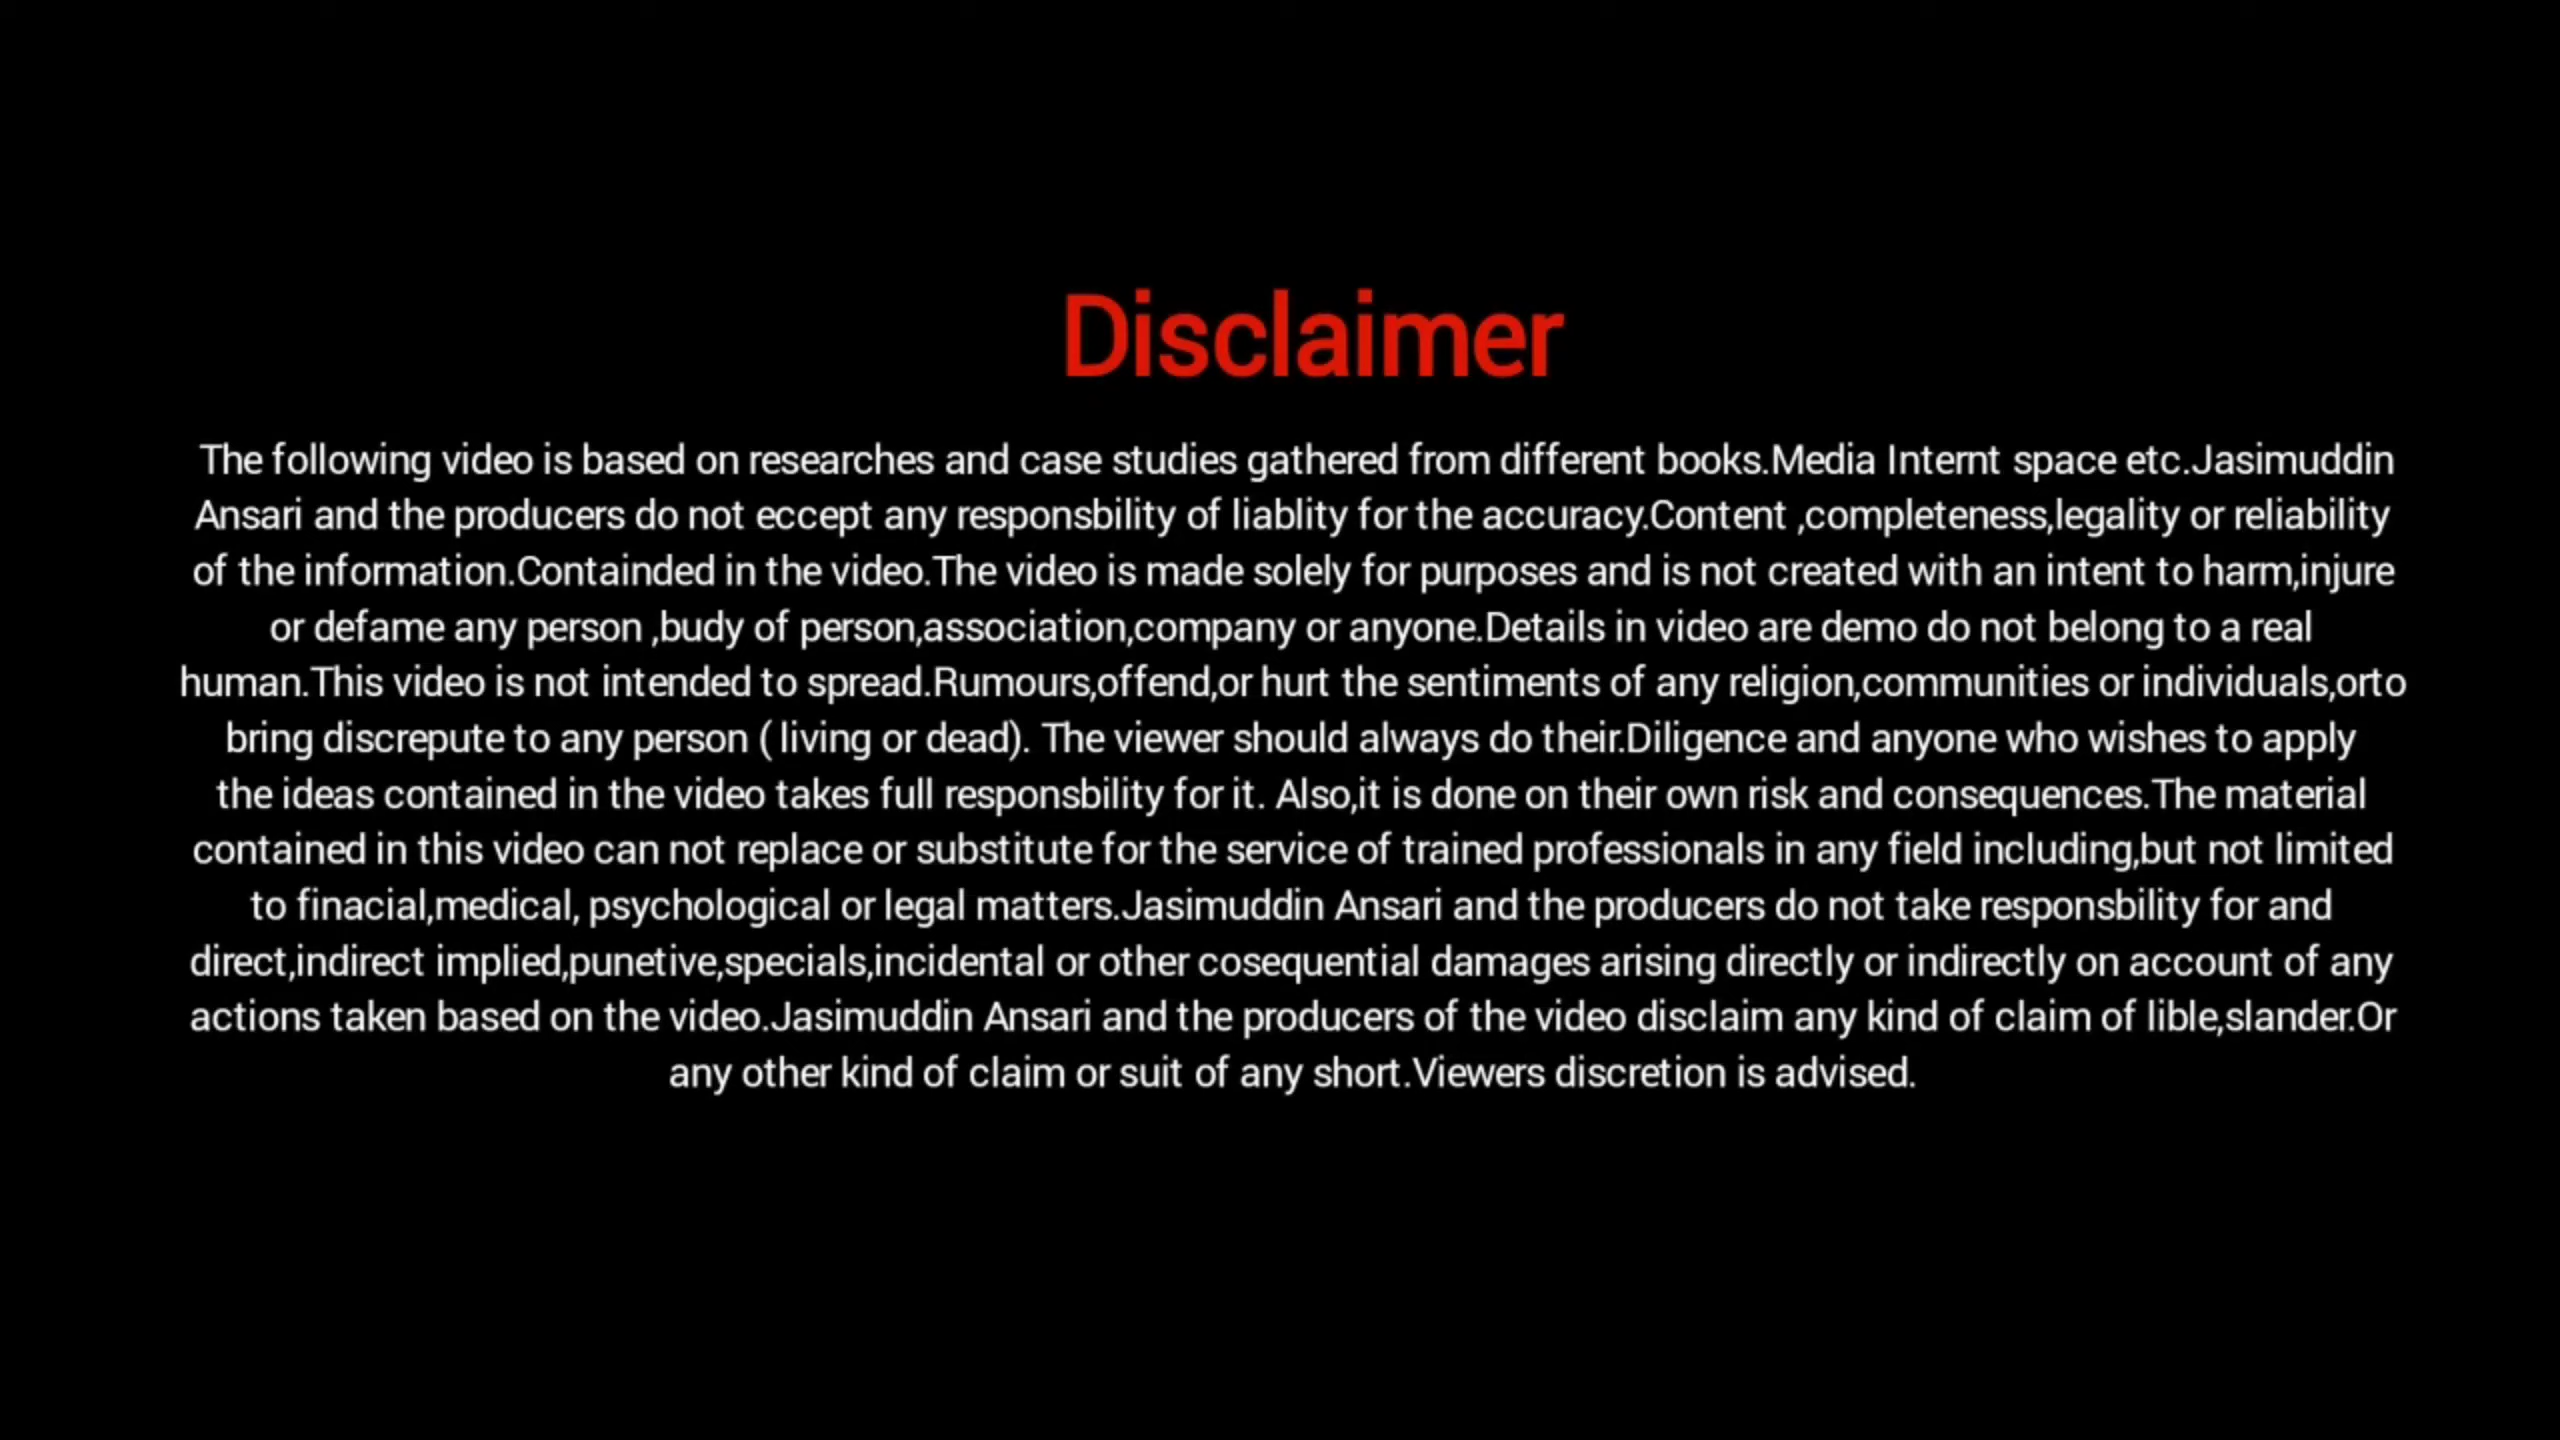 Disclaimer
The following video is based on researches and case studies gathered from different books.Media Internt space etc.Jasimuddin
Ansari and the producers do not eccept any responsbility of liablity for the accuracy.Content ,completeness,legality or reliability
of the information.Containded in the video.The video is made solely for purposes and is not created with an intent to harm,injure
or defame any person ,budy of person,association,company or anyone.Details in video are demo do not belong to a real
human.This video is not intended to spread.Rumours,offend,or hurt the sentiments of any religion,communities or individuals,orto
bring discrepute to any person ( living or dead). The viewer should always do their.Diligence and anyone who wishes to apply
the ideas contained in the video takes full responsbility for it. Also,it is done on their own risk and consequences.The material
contained in this video can not replace or substitute for the service of trained professionals in any field including,but not limited
to finacial,medical, psychological or legal matters.Jasimuddin Ansari and the producers do not take responsbility for and
direct,indirect implied,punetive,specials,incidental or other cosequential damages arising directly or indirectly on account of any
actions taken based on the video.Jasimuddin Ansari and the producers of the video disclaim any kind of claim of lible,slander.Or
any other kind of claim or suit of any short.Viewers discretion is advised.